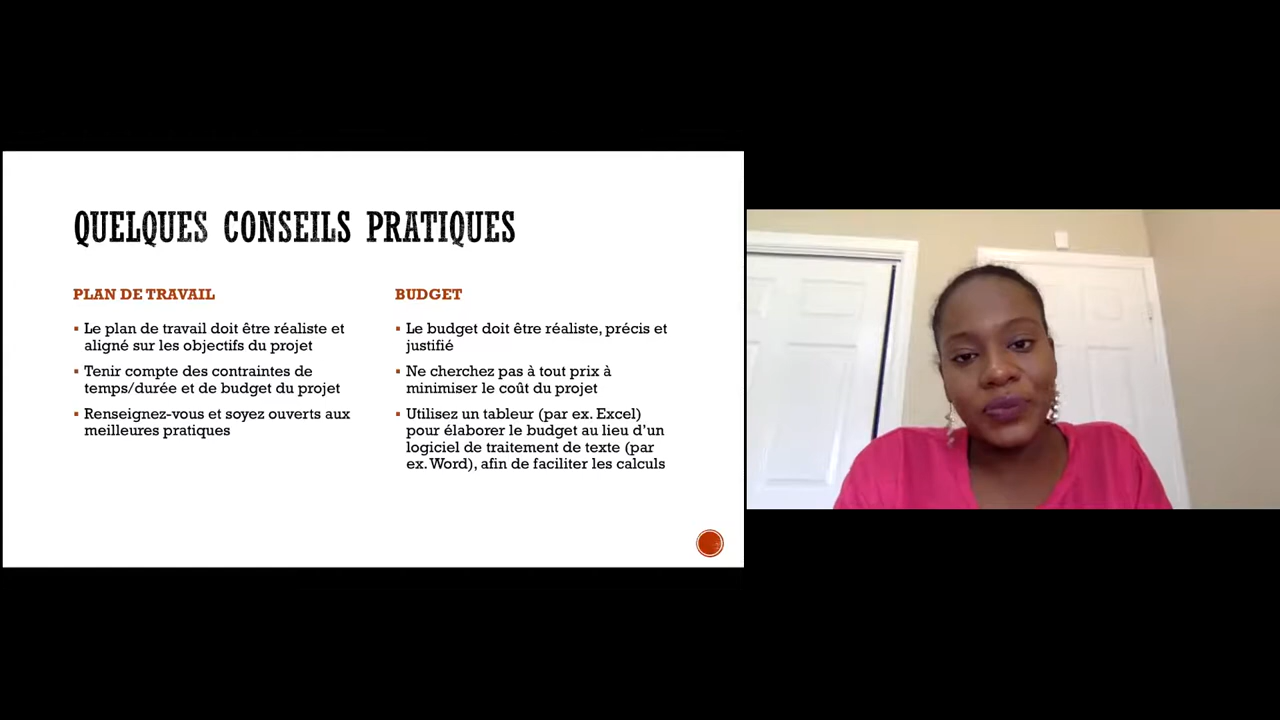 QUELQUES CONSEILS PRATIQUES
PLAN DE TRAVAIL
▪ Le plan de travail doit être réaliste et
aligné sur les objectifs du projet
▪ Tenir compte des contraintes de
temps/durée et de budget du projet
▪ Renseignez-vous et soyez ouverts aux
meilleures pratiques
BUDGET
▪ Le budget doit être réaliste, précis et
justifié
▪ Ne cherchez pas à tout prix à
minimiser le coût du projet
▪ Utilisez un tableur (par ex. Excel)
pour élaborer le budget au lieu d'un
logiciel de traitement de texte (par
ex. Word), afin de faciliter les calculs